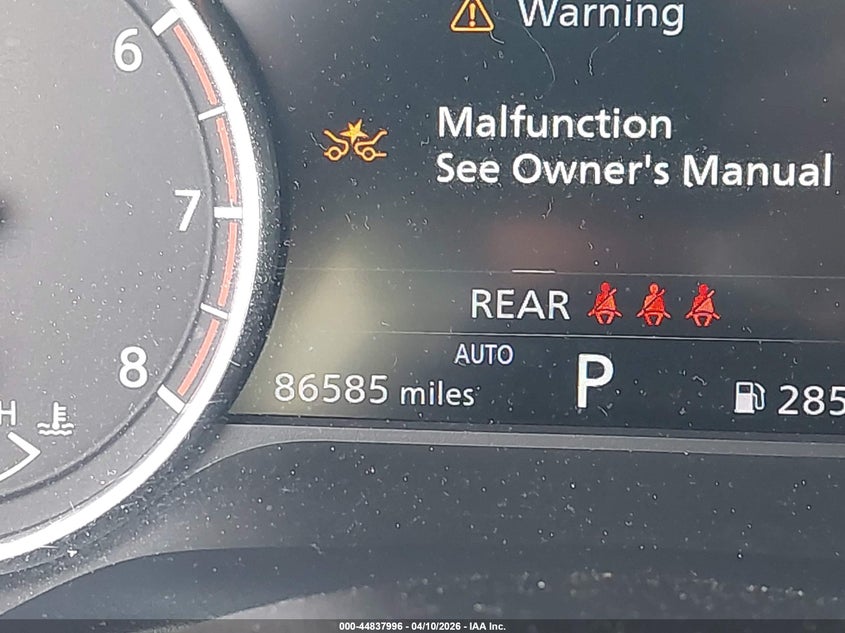 Warning
Malfunction
See Owner's Manual
6
7
8
H
REAR
AUTO
86585 miles
P
285
000-44837996 - 04/10/2026 - IAA Inc.